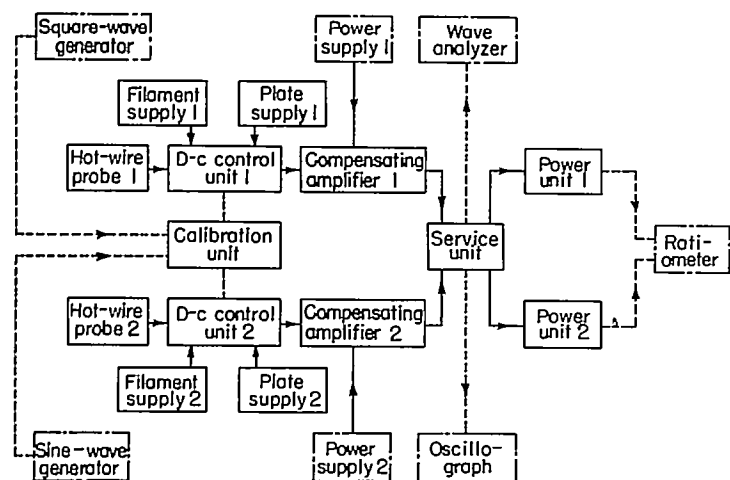 Square-wave
generator
Power
supply 1
Wave
analyzer
Filament
supply 1
Plate
supply 1
Hot-wire
probe 1
D-c control
unit 1
Compensating
amplifier 1
Power
unit 1
Calibration
unit
Service
unit
Rati-
ometer
Hot-wire
probe 2
D-c control
unit 2
Compensating
amplifier 2
Power
unit 2
Filament
supply 2
Plate
supply 2
Sine-wave
generator
Power
supply 2
Oscillo-
graph